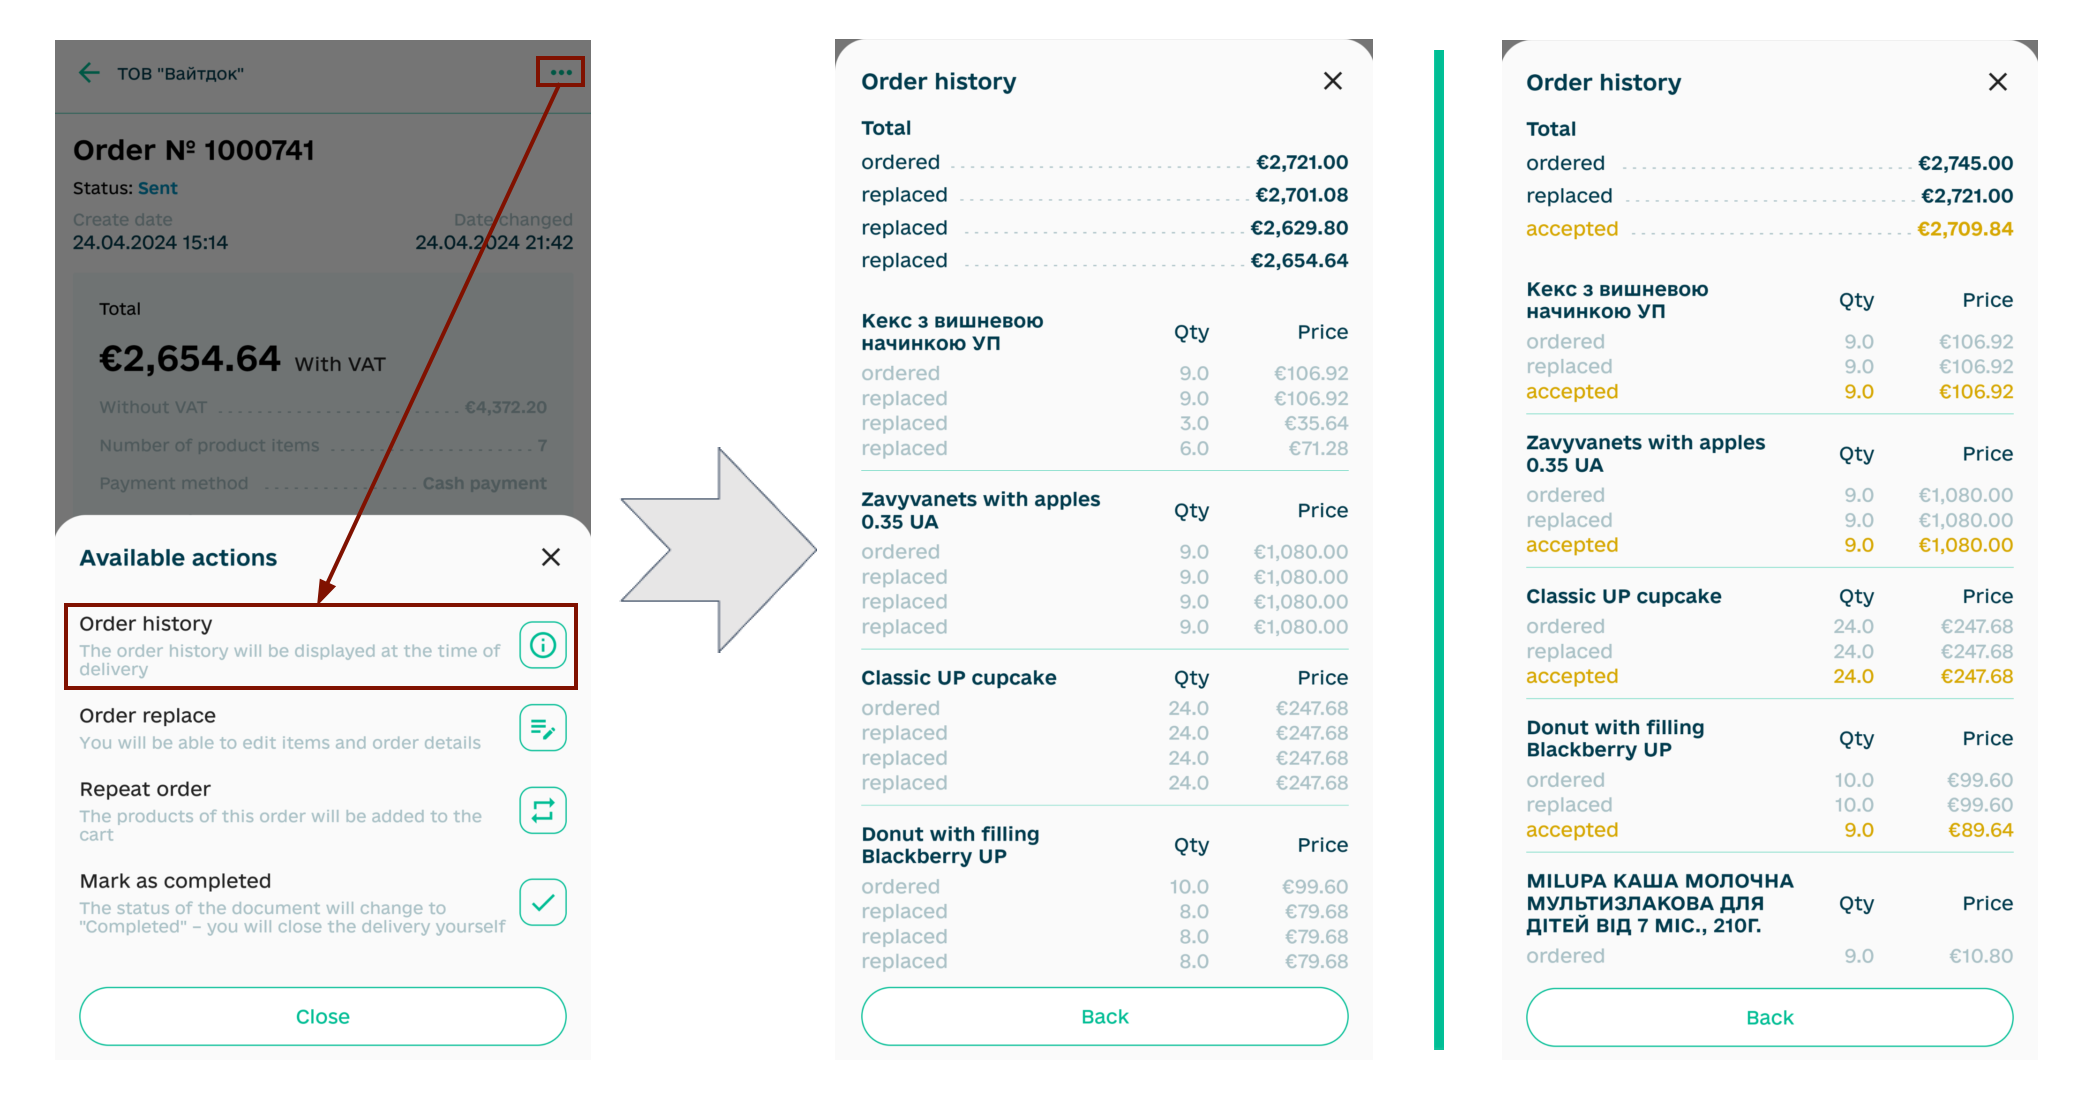 ТОВ "Вайтдок"
Order № 1000741
Status: Sent
Create date Date changed
24.04.2024 15:14 24.04.2024 21:42
Total
€2,654.64 With VAT
Without VAT €4,372.20
Number of product items 7
Payment method Cash payment
Available actions
Order history
The order history will be displayed at the time of
delivery
Order replace
You will be able to edit items and order details
Repeat order
The products of this order will be added to the
cart
Mark as completed
The status of the document will change to
"Completed" – you will close the delivery yourself
Close
Order history
Total
ordered €2,721.00
replaced €2,701.08
replaced €2,629.80
replaced €2,654.64
Кекс з вишневою
начинкою УП Qty Price
ordered 9.0 €106.92
replaced 9.0 €106.92
replaced 3.0 €35.64
replaced 6.0 €71.28
Zavyvanets with apples
0.35 UA Qty Price
ordered 9.0 €1,080.00
replaced 9.0 €1,080.00
replaced 9.0 €1,080.00
replaced 9.0 €1,080.00
Classic UP cupcake Qty Price
ordered 24.0 €247.68
replaced 24.0 €247.68
replaced 24.0 €247.68
replaced 24.0 €247.68
Donut with filling
Blackberry UP Qty Price
ordered 10.0 €99.60
replaced 8.0 €79.68
replaced 8.0 €79.68
replaced 8.0 €79.68
Back
Order history
Total
ordered €2,745.00
replaced €2,721.00
accepted €2,709.84
Кекс з вишневою
начинкою УП Qty Price
ordered 9.0 €106.92
replaced 9.0 €106.92
accepted 9.0 €106.92
Zavyvanets with apples
0.35 UA Qty Price
ordered 9.0 €1,080.00
replaced 9.0 €1,080.00
accepted 9.0 €1,080.00
Classic UP cupcake Qty Price
ordered 24.0 €247.68
replaced 24.0 €247.68
accepted 24.0 €247.68
Donut with filling
Blackberry UP Qty Price
ordered 10.0 €99.60
replaced 10.0 €99.60
accepted 9.0 €89.64
MILUPA КАША МОЛОЧНА
МУЛЬТИЗЛАКОВА ДЛЯ Qty Price
ДІТЕЙ ВІД 7 МІС., 210Г.
ordered 9.0 €10.80
Back